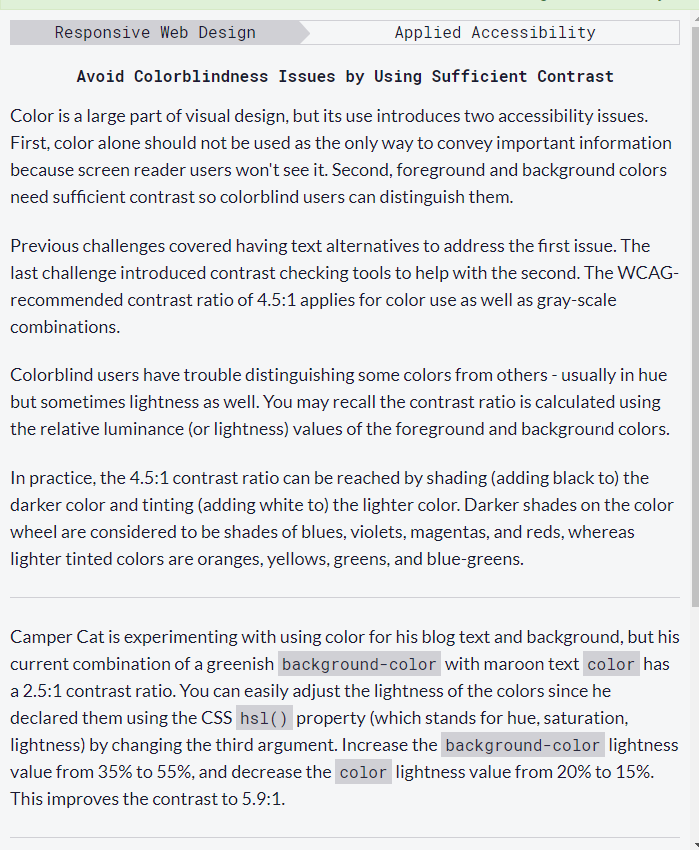 Responsive Web Design
Applied Accessibility
Avoid Colorblindness Issues by Using Sufficient Contrast
Color is a large part of visual design, but its use introduces two accessibility issues.
First, color alone should not be used as the only way to convey important information
because screen reader users won't see it. Second, foreground and background colors
need sufficient contrast so colorblind users can distinguish them.
Previous challenges covered having text alternatives to address the first issue. The
last challenge introduced contrast checking tools to help with the second. The WCAG-
recommended contrast ratio of 4.5:1 applies for color use as well as gray-scale
combinations.
Colorblind users have trouble distinguishing some colors from others - usually in hue
but sometimes lightness as well. You may recall the contrast ratio is calculated using
the relative luminance (or lightness) values of the foreground and background colors.
In practice, the 4.5:1 contrast ratio can be reached by shading (adding black to) the
darker color and tinting (adding white to) the lighter color. Darker shades on the color
wheel are considered to be shades of blues, violets, magentas, and reds, whereas
lighter tinted colors are oranges, yellows, greens, and blue-greens.
Camper Cat is experimenting with using color for his blog text and background, but his
current combination of a greenish background-color with maroon text color has
a 2.5:1 contrast ratio. You can easily adjust the lightness of the colors since he
declared them using the CSS hsl() property (which stands for hue, saturation,
lightness) by changing the third argument. Increase the background-color lightness
value from 35% to 55%, and decrease the color lightness value from 20% to 15%.
This improves the contrast to 5.9:1.